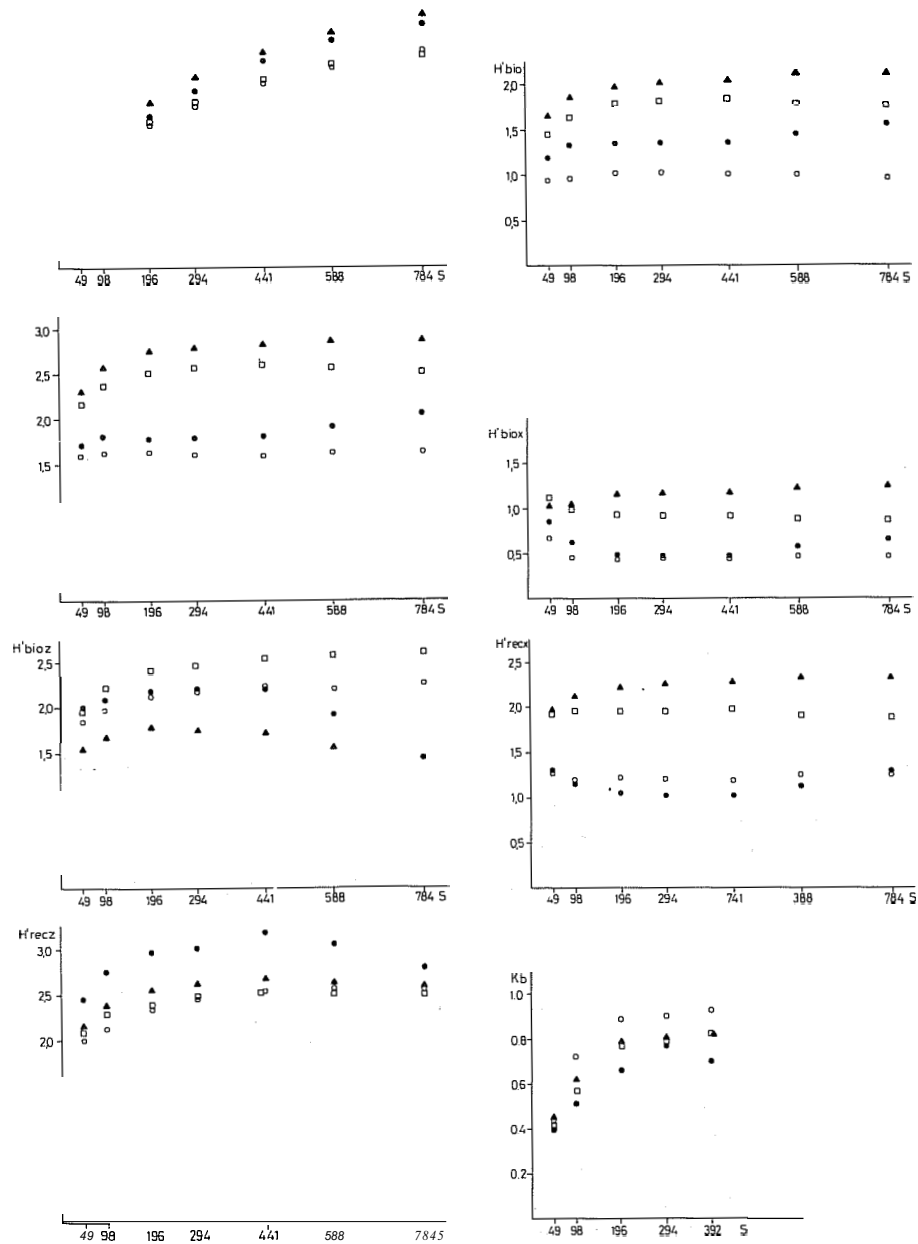 49 98 196 294 441 588 784 S
H'bio
2,0
1,5
1,0
0,5
49 98 196 294 441 588 784 S
3,0
2,5
2,0
1,5
49 98 196 294 441 588 784 S
H'biox
1,5
1,0
0,5
49 98 196 294 441 588 784 S
H'bioz
2,5
2,0
1,5
49 98 196 294 441 588 784 S
H'recx
2,5
2,0
1,5
1,0
0,5
49 98 196 294 741 388 784 S
H'recz
3,0
2,5
2,0
49 98 196 294 441 588 7845
Kb
1.0
0.8
0.6
0.4
0.2
49 98 196 294 392 S